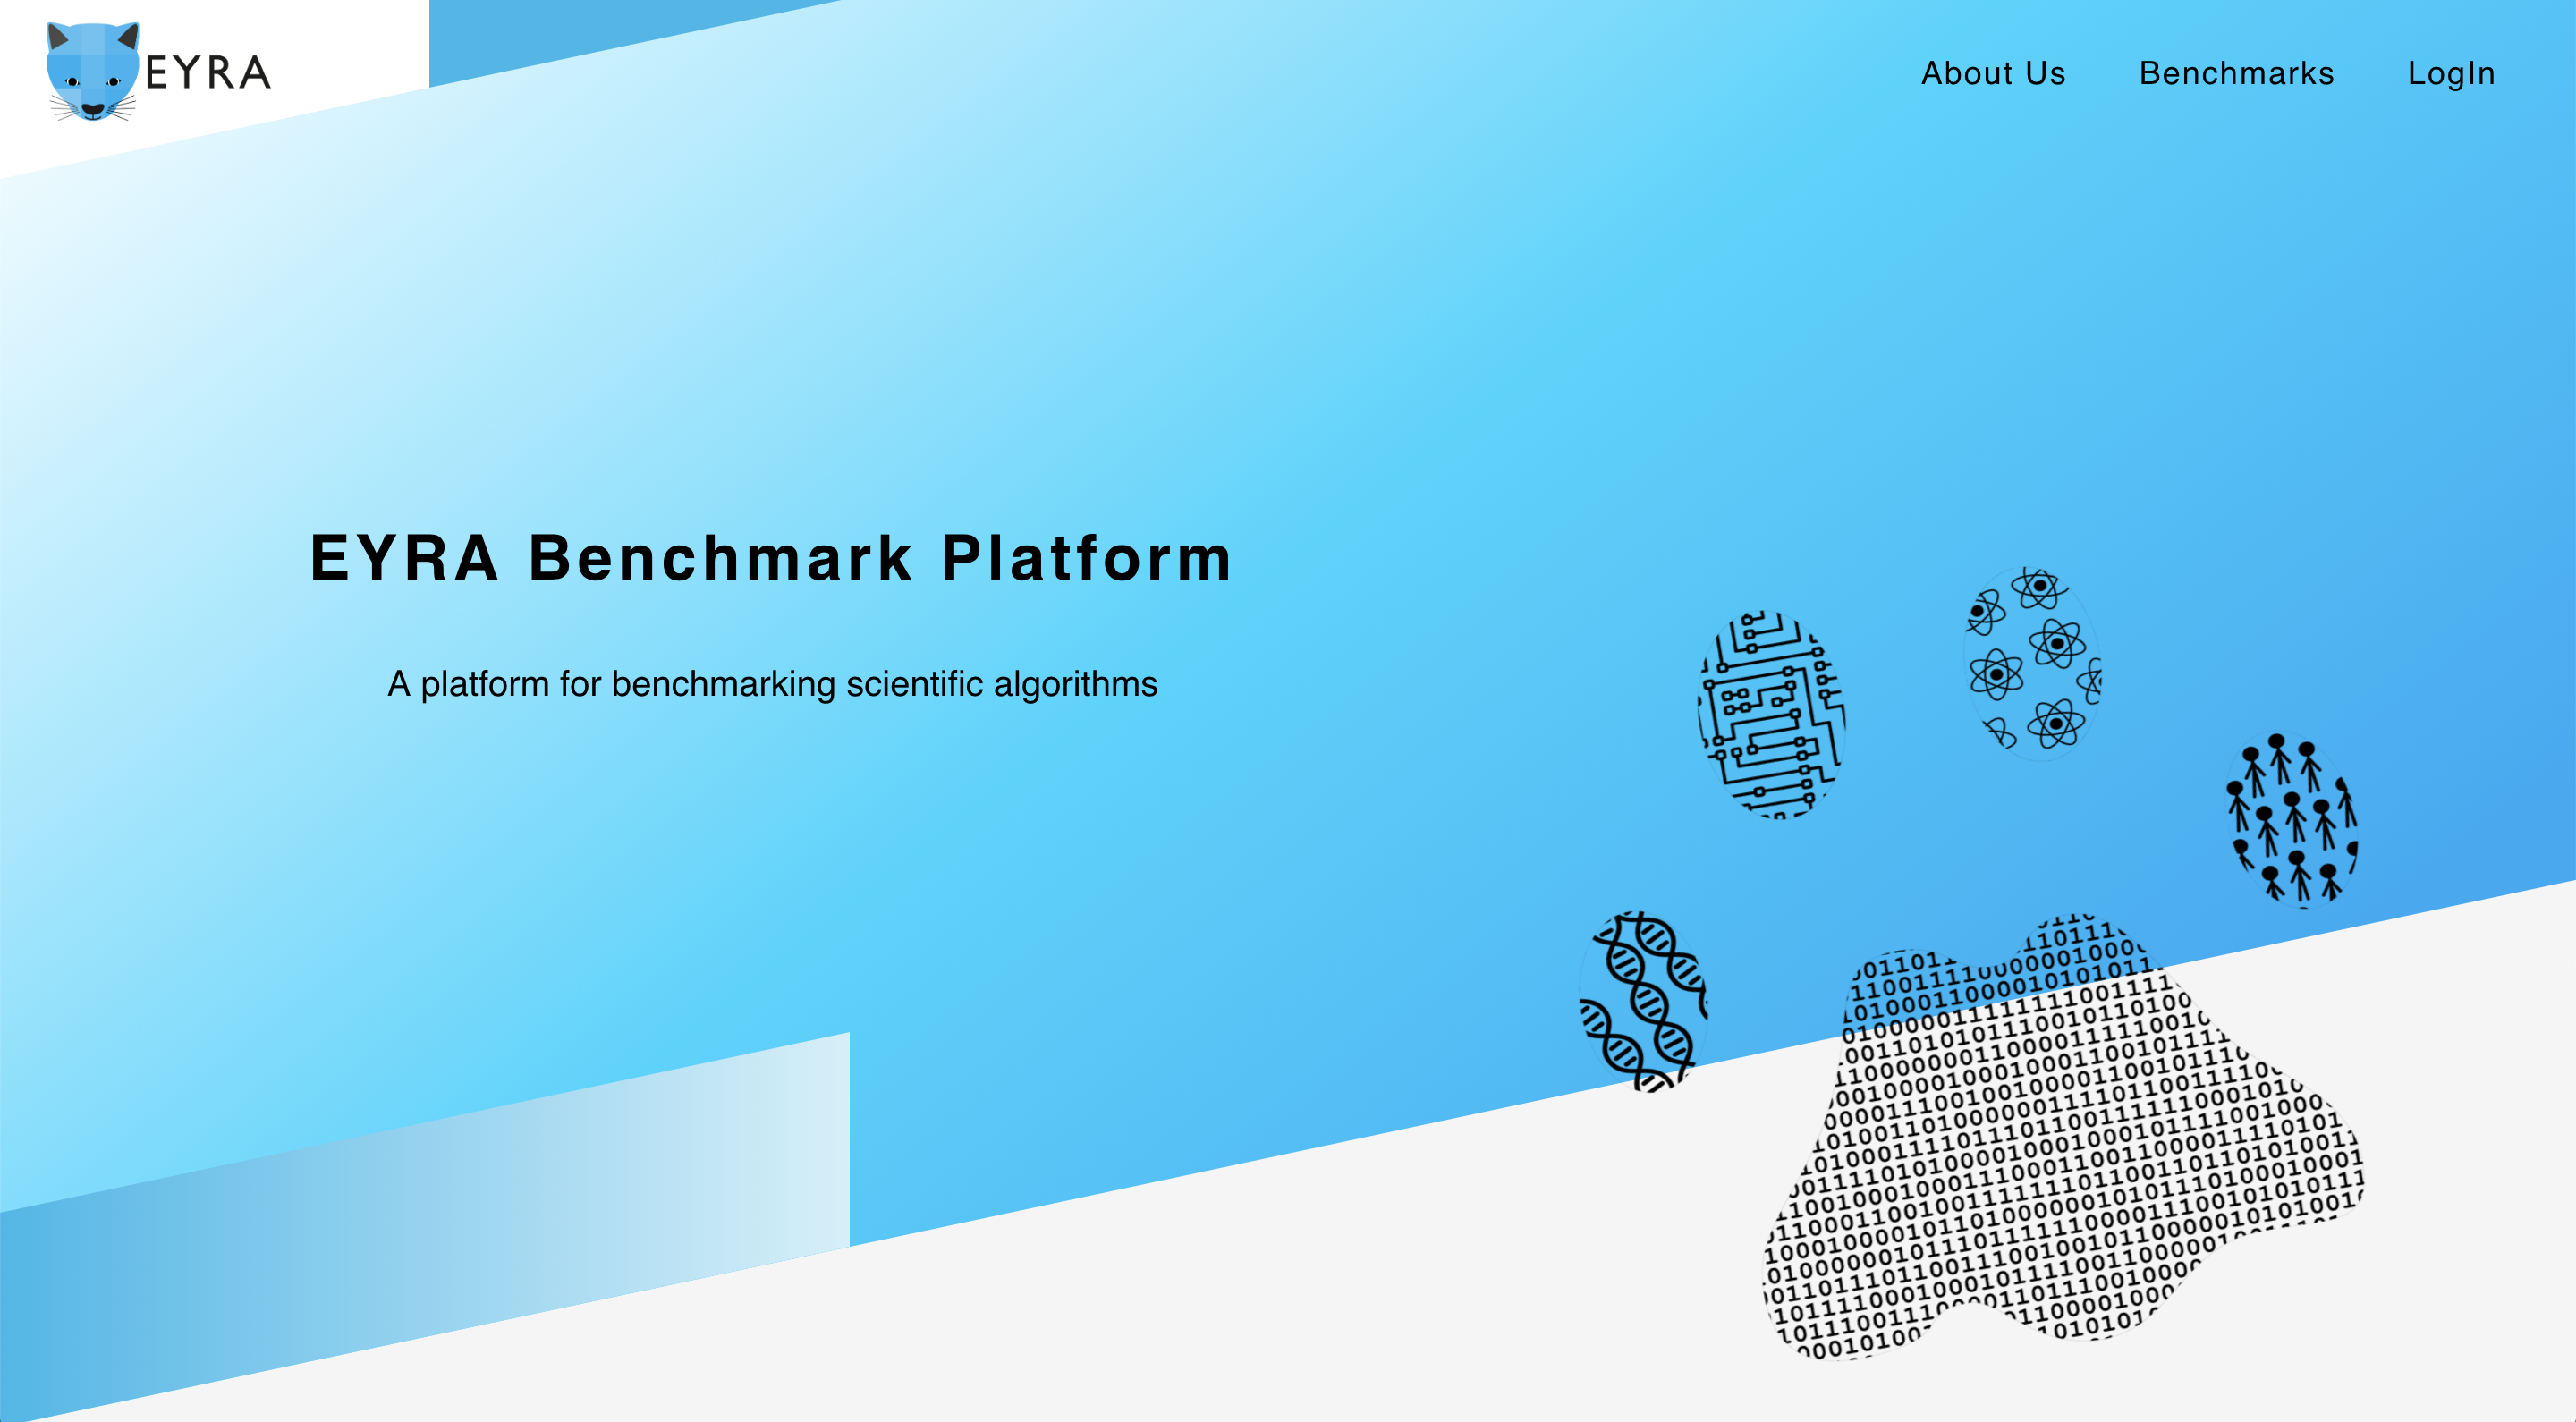 EYRA
About Us
Benchmarks
LogIn
EYRA Benchmark Platform
A platform for benchmarking scientific algorithms